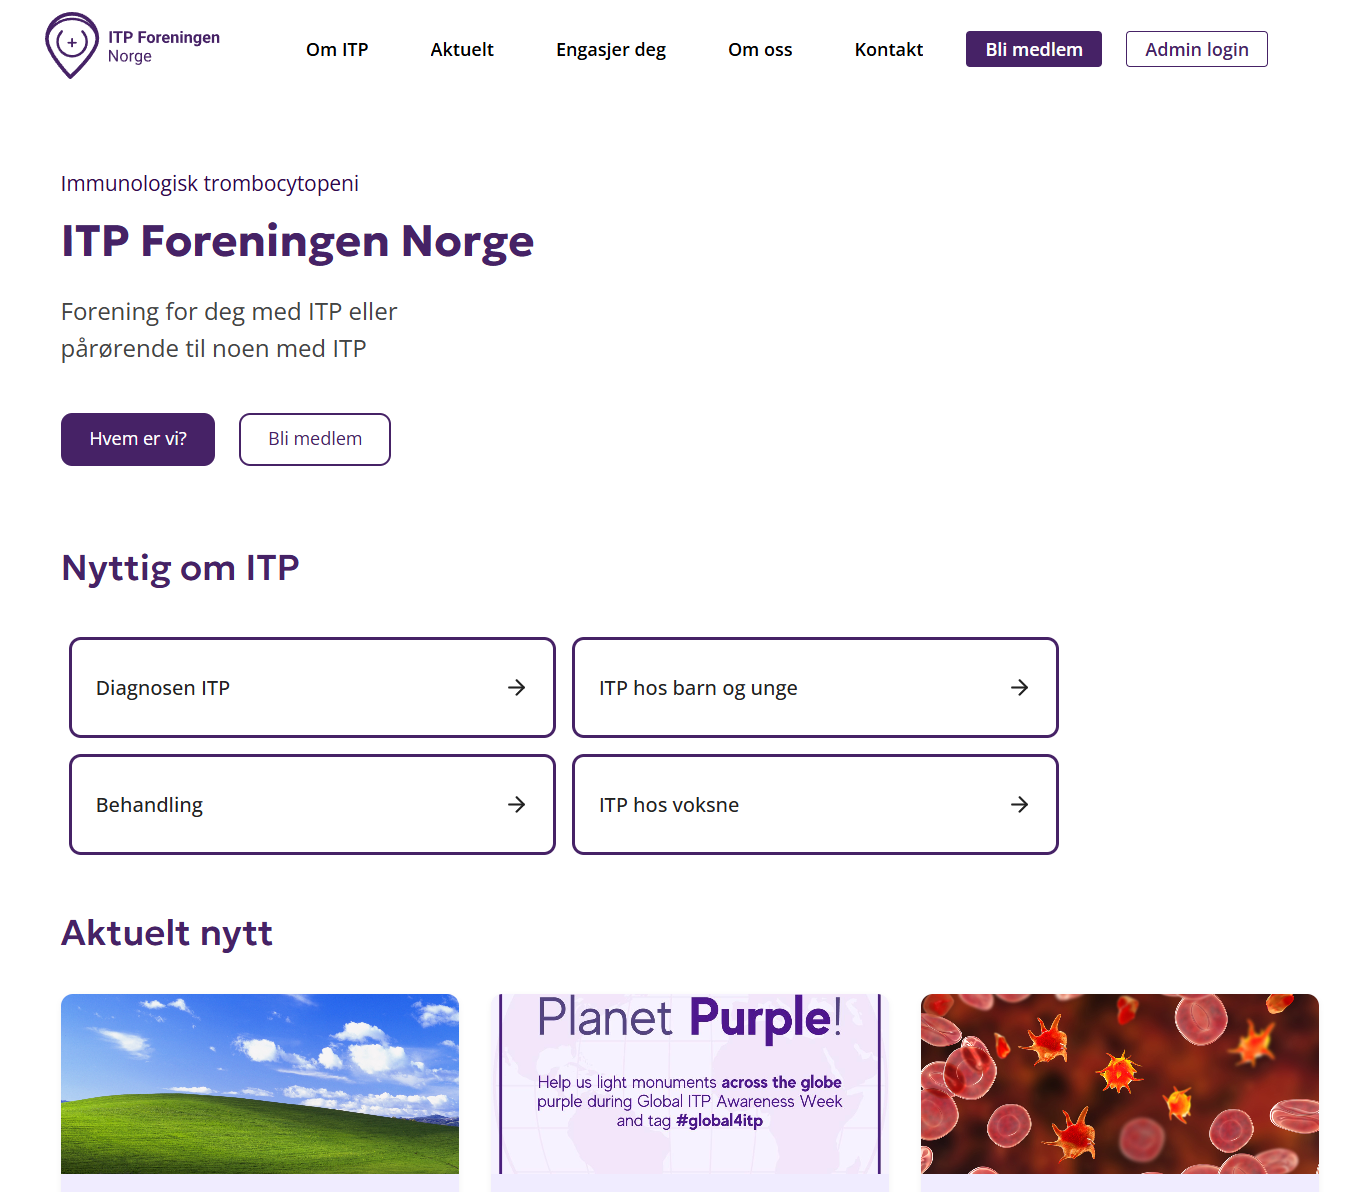 ITP Foreningen
Norge
Om ITP
Aktuelt
Engasjer deg
Om oss
Kontakt
Bli medlem
Admin login
Immunologisk trombocytopeni
ITP Foreningen Norge
Forening for deg med ITP eller
pårørende til noen med ITP
Hvem er vi?
Bli medlem
Nyttig om ITP
Diagnosen ITP
ITP hos barn og unge
Behandling
ITP hos voksne
Aktuelt nytt
Planet Purple!
Help us light monuments across the globe
purple during Global ITP Awareness Week
and tag #global4itp